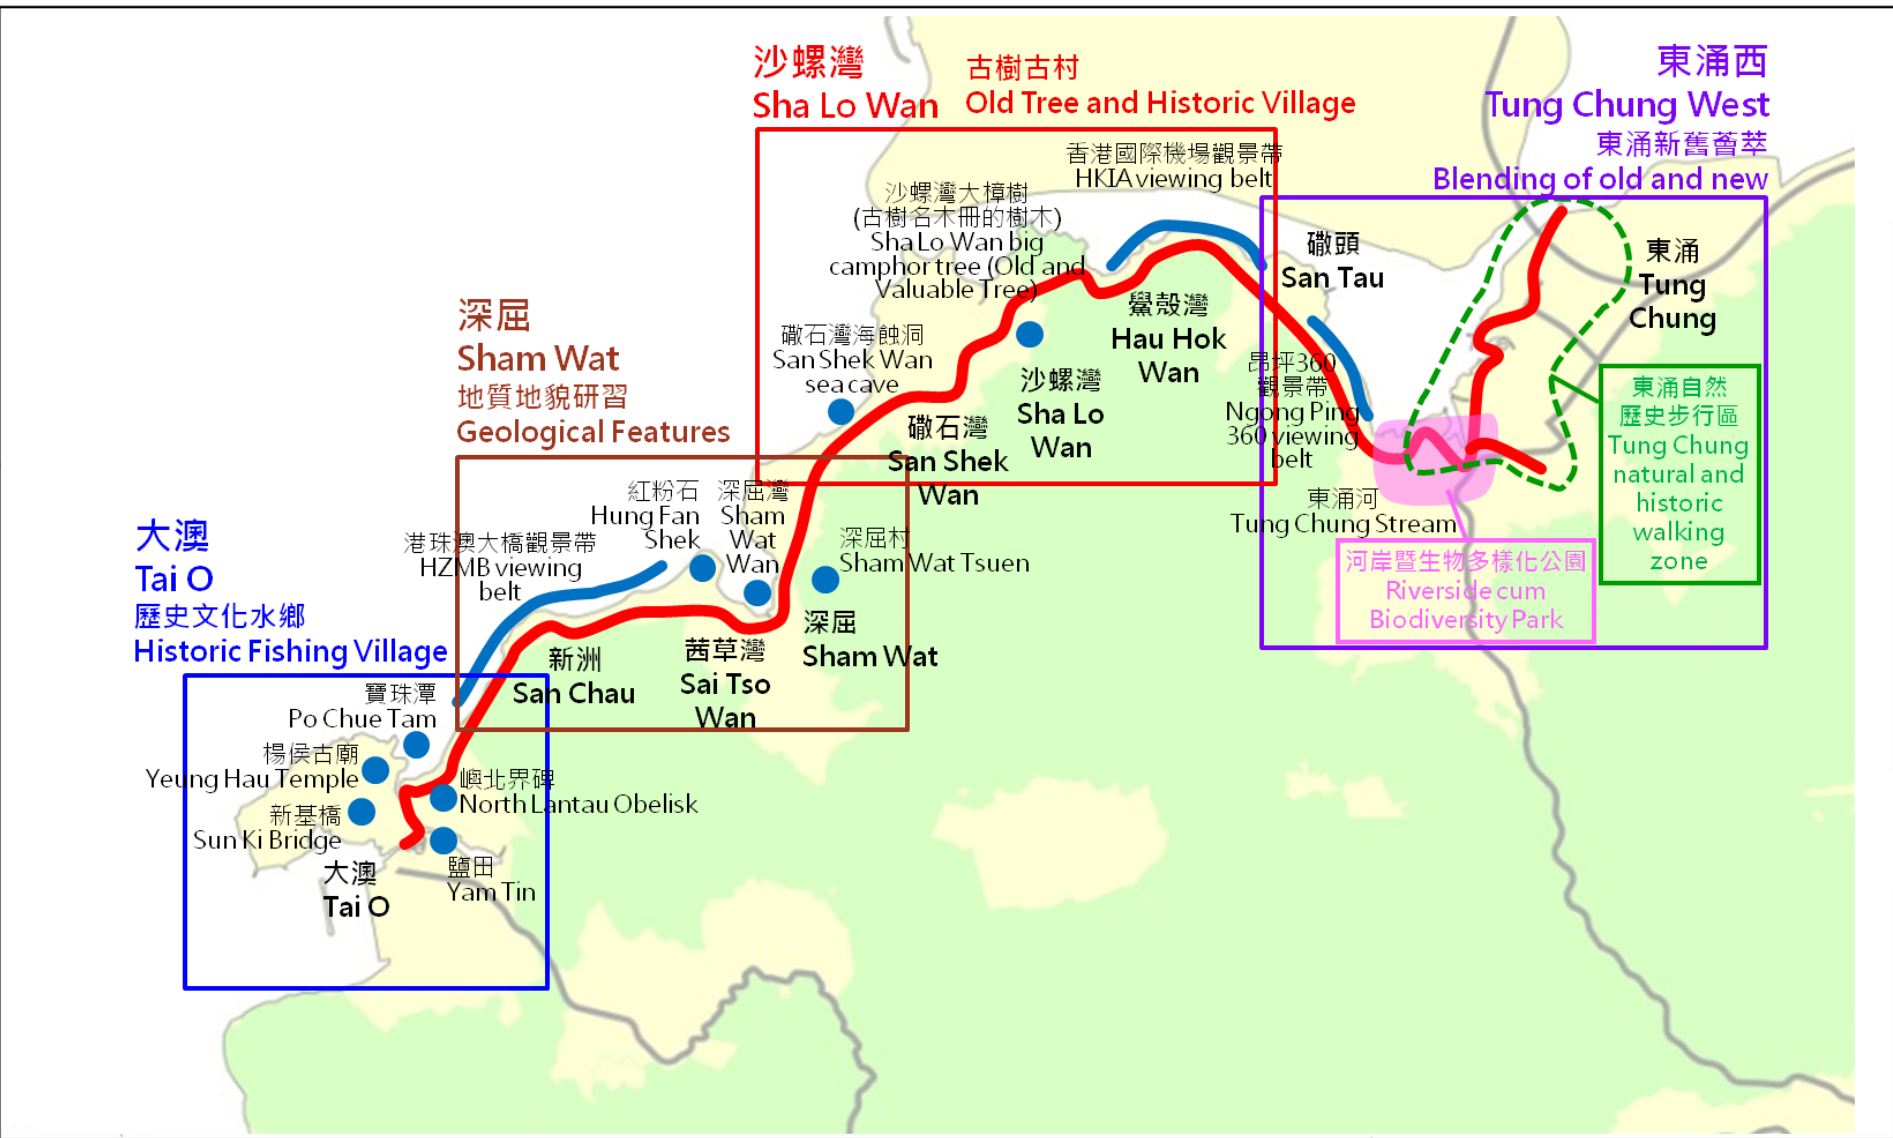 沙螺灣
Sha Lo Wan
古樹古村
Old Tree and Historic Village
東涌西
Tung Chung West
東涌新舊薈萃
Blending of old and new
香港國際機場觀景帶
HKIA viewing belt
沙螺灣大樟樹
(古樹名木冊的樹木)
Sha Lo Wan big
camphor tree (Old and
Valuable Tree)
䃟頭
San Tau
東涌
Tung
Chung
鱟殼灣
Hau Hok
Wan
深屈
Sham Wat
地質地貌研習
Geological Features
䃟石灣海蝕洞
San Shek Wan
sea cave
沙螺灣
Sha Lo
Wan
昂坪360
觀景帶
Ngong Ping
360 viewing
belt
東涌自然
歷史步行區
Tung Chung
natural and
historic
walking
zone
䃟石灣
San Shek
Wan
東涌河
Tung Chung Stream
河岸暨生物多樣化公園
Riverside cum
Biodiversity Park
紅粉石
Hung Fan
Shek
深屈灣
Sham
Wat
Wan
深屈村
Sham Wat Tsuen
港珠澳大橋觀景帶
HZMB viewing
belt
大澳
Tai O
歷史文化水鄉
Historic Fishing Village
新洲
San Chau
茜草灣
Sai Tso
Wan
深屈
Sham Wat
寶珠潭
Po Chue Tam
楊侯古廟
Yeung Hau Temple
新基橋
Sun Ki Bridge
嶼北界碑
North Lantau Obelisk
大澳
Tai O
鹽田
Yam Tin